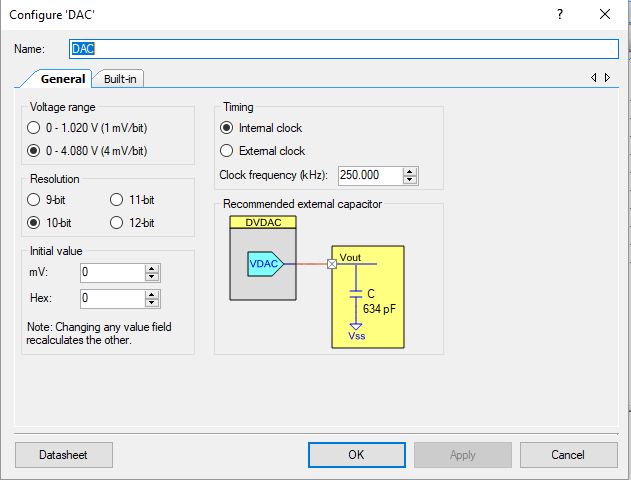 Configure 'DAC'
?
Name:
DAC
General
Built-in
Voltage range
0 - 1.020 V (1 mV/bit)
0 - 4.080 V (4 mV/bit)
Resolution
9-bit
11-bit
10-bit
12-bit
Initial value
mV:
0
Hex:
0
Note: Changing any value field
recalculates the other.
Timing
Internal clock
External clock
Clock frequency (kHz):
250.000
Recommended external capacitor
DVDAC
VDAC
Vout
C
634 pF
Vss
Datasheet
OK
Apply
Cancel